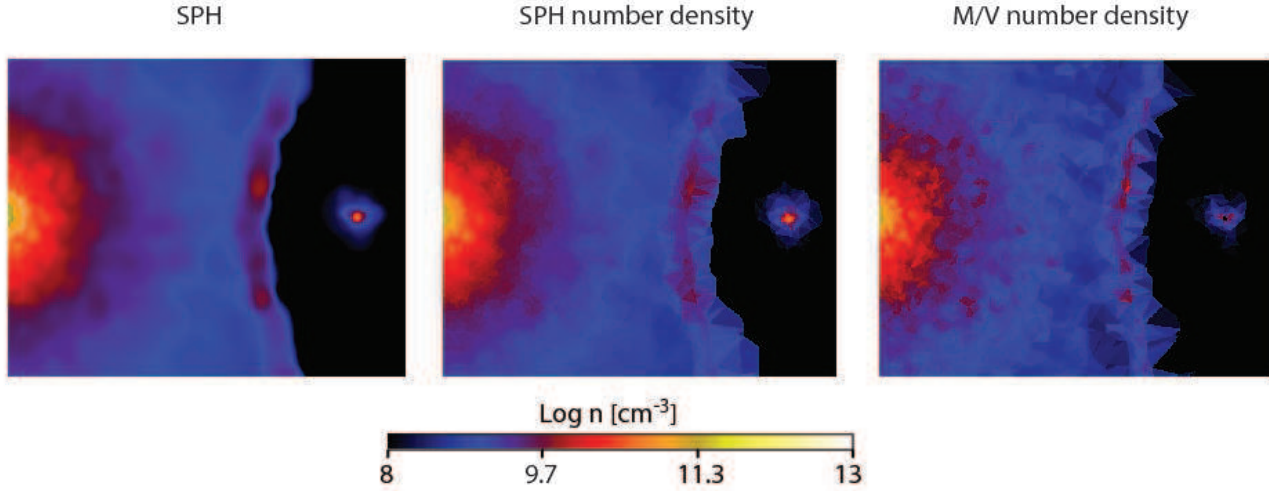 SPH
SPH number density
M/V number density
Log n [cm⁻³]
8
9.7
11.3
13